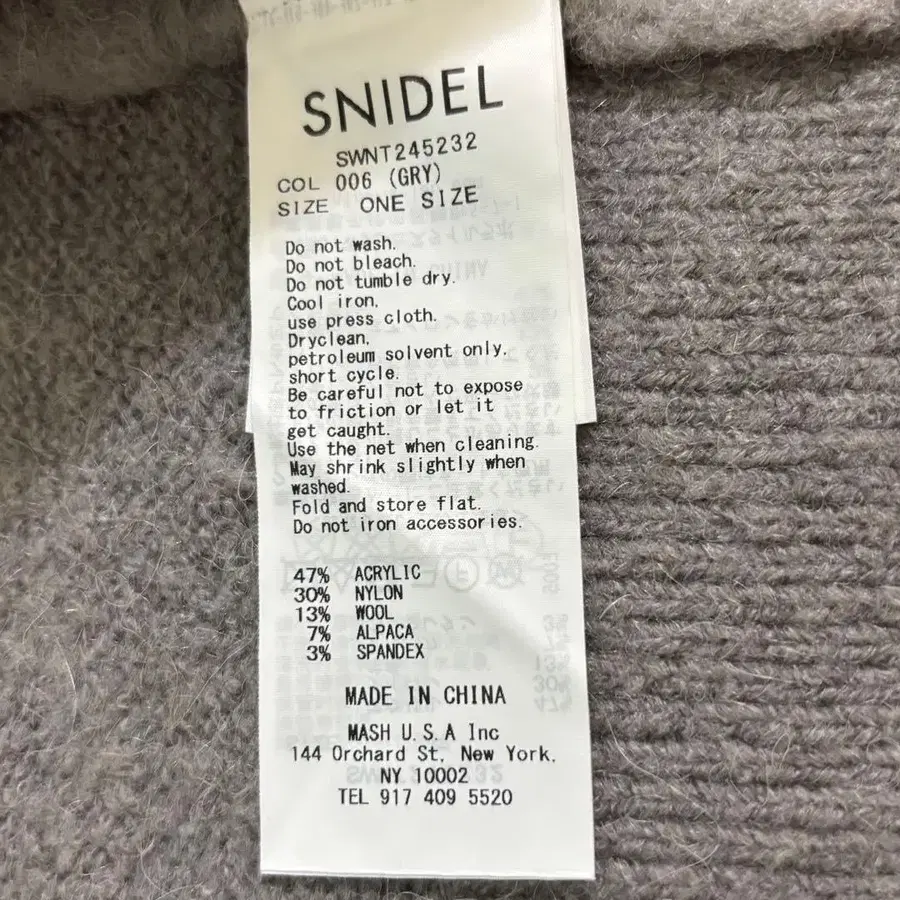 SNIDEL
SWNT245232
COL 006 (GRY)
SIZE ONE SIZE
Do not wash.
Do not bleach.
Do not tumble dry.
Cool iron,
use press cloth.
Dryclean,
petroleum solvent only,
short cycle.
Be careful not to expose
to friction or let it
get caught.
Use the net when cleaning.
May shrink slightly when
washed.
Fold and store flat.
Do not iron accessories.
47% ACRYLIC
30% NYLON
13% WOOL
7% ALPACA
3% SPANDEX
MADE IN CHINA
MASH U.S.A Inc
144 Orchard St, New York,
NY 10002
TEL 917 409 5520